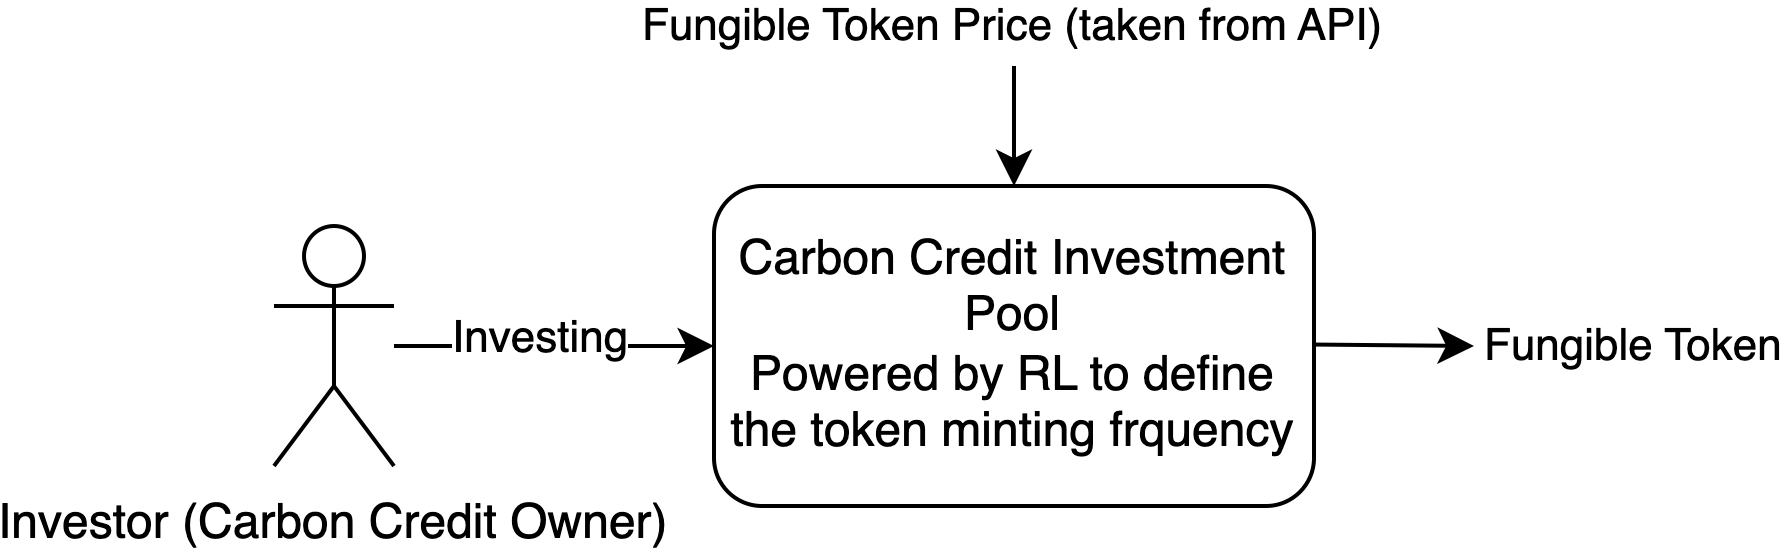 Fungible Token Price (taken from API)
Carbon Credit Investment
Pool
Powered by RL to define
the token minting frquency
Investing
Fungible Token
Investor (Carbon Credit Owner)